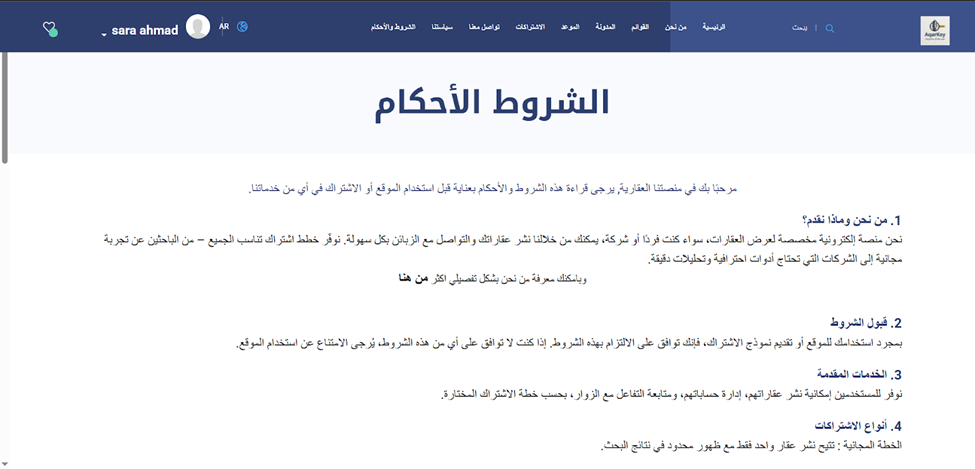 AqarKey
يبحث | الرئيسية من نحن القوائم المدونة الموعد الاشتراكات تواصل معنا سياستنا الشروط والأحكام AR sara ahmad
الشروط الأحكام
مرحبًا بك في منصتنا العقارية, يرجى قراءة هذه الشروط والأحكام بعناية قبل استخدام الموقع أو الاشتراك في أي من خدماتنا.
1. من نحن وماذا نقدم؟
نحن منصة إلكترونية مخصصة لعرض العقارات، سواء كنت فردًا أو شركة، يمكنك من خلالنا نشر عقاراتك والتواصل مع الزبائن بكل سهولة. نوفّر خطط اشتراك تناسب الجميع – من الباحثين عن تجربة
مجانية إلى الشركات التي تحتاج أدوات احترافية وتحليلات دقيقة.
وبامكنك معرفة من نحن بشكل تفصيلي اكثر من هنا
2. قبول الشروط
بمجرد استخدامك للموقع أو تقديم نموذج الاشتراك، فإنك توافق على الالتزام بهذه الشروط. إذا كنت لا توافق على أي من هذه الشروط، يُرجى الامتناع عن استخدام الموقع.
3. الخدمات المقدمة
نوفر للمستخدمين إمكانية نشر عقاراتهم، إدارة حساباتهم، ومتابعة التفاعل مع الزوار، بحسب خطة الاشتراك المختارة.
4. أنواع الاشتراكات
الخطة المجانية : تتيح نشر عقار واحد فقط مع ظهور محدود في نتائج البحث.